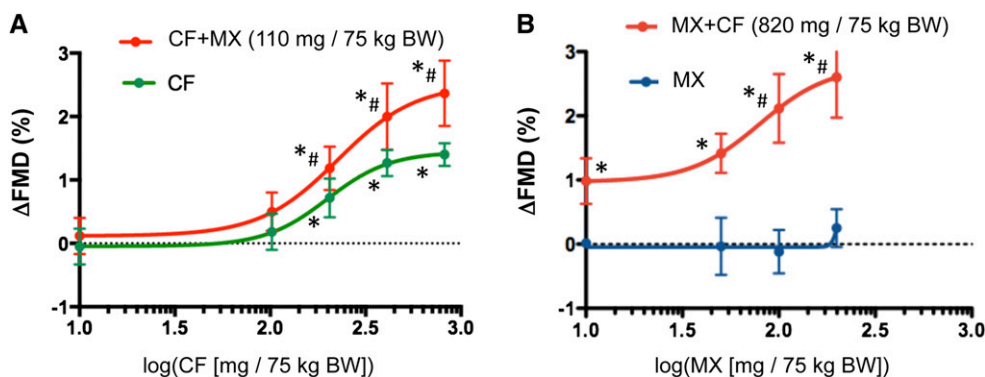 A
CF+MX (110 mg / 75 kg BW)
CF
ΔFMD (%)
3
2
1
0
-1
*#
*#
*#
*
*
*
1.0 1.5 2.0 2.5 3.0
log(CF [mg / 75 kg BW])
B
MX+CF (820 mg / 75 kg BW)
MX
ΔFMD (%)
3
2
1
0
-1
*#
*#
*
*
1.0 1.5 2.0 2.5 3.0
log(MX [mg / 75 kg BW])